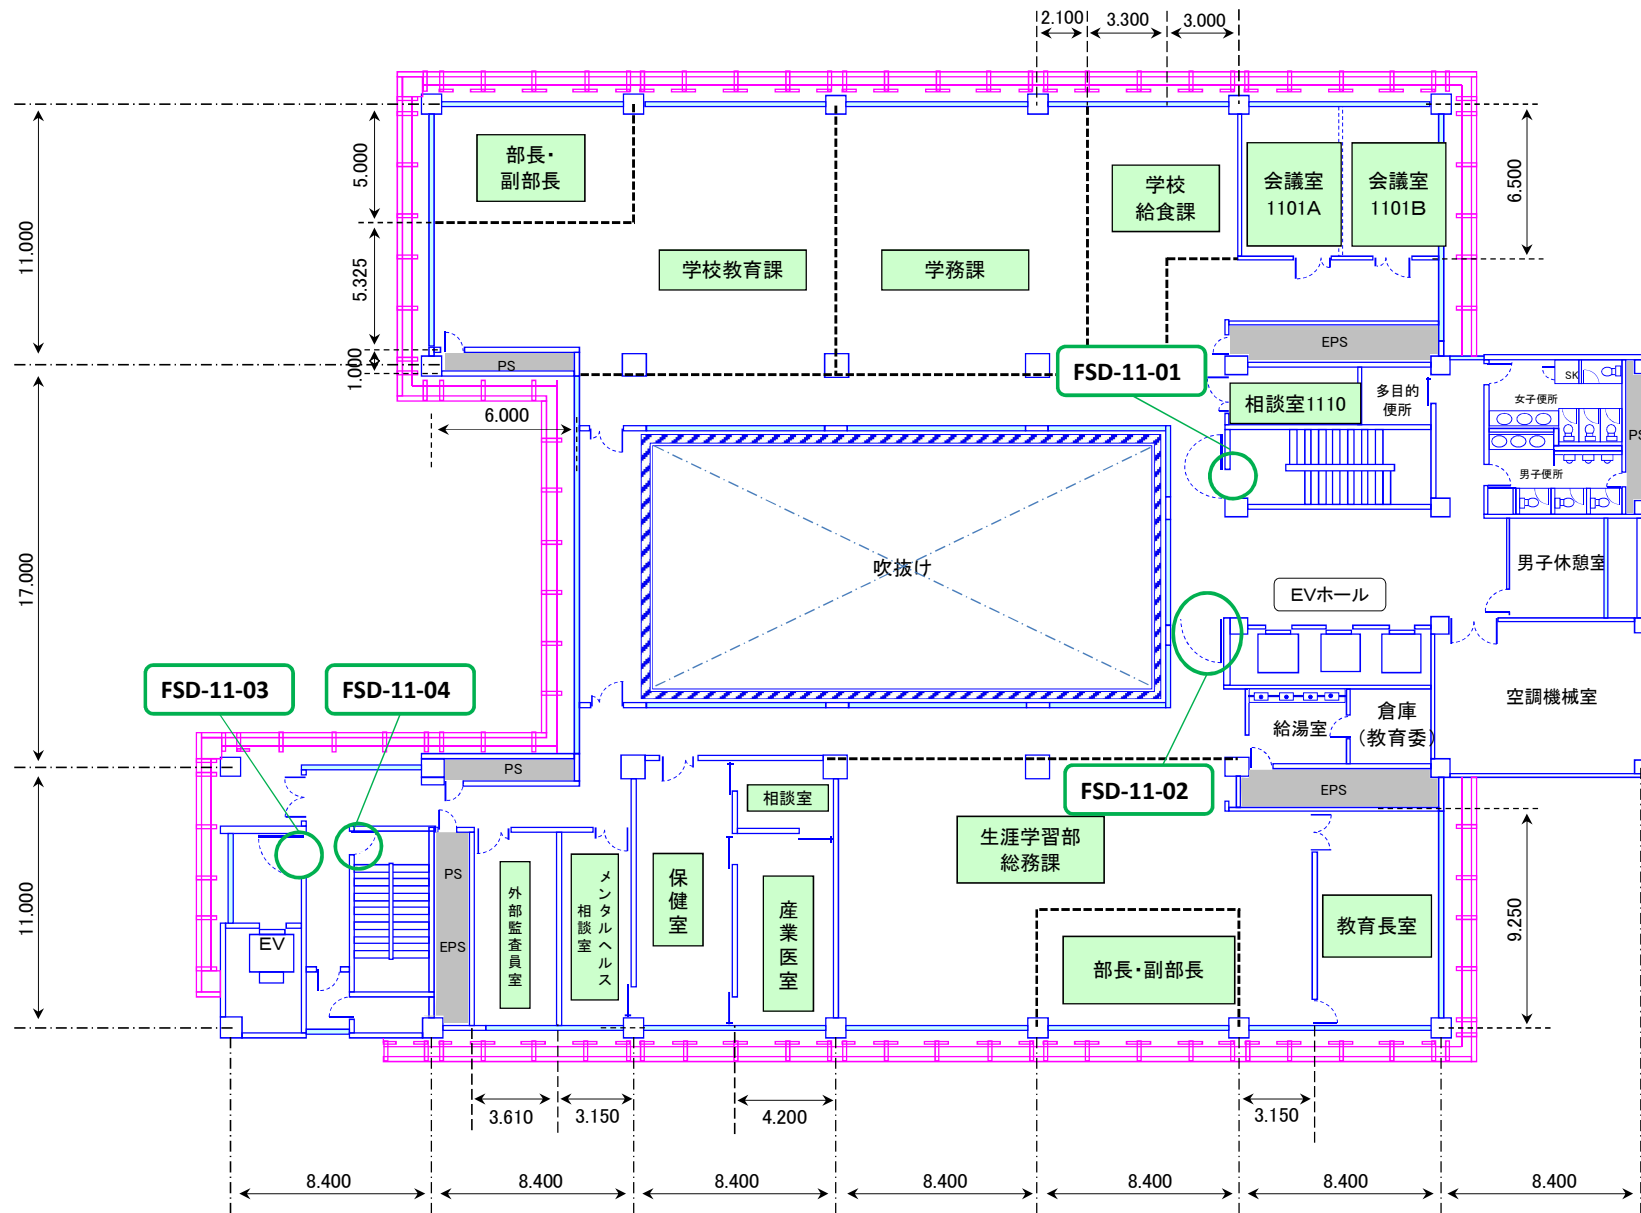 2.100
3.300
3.000
部長・
副部長
学校
給食課
会議室
1101A
会議室
1101B
5.000
6.500
11.000
学校教育課
学務課
5.325
EPS
1.000
PS
FSD-11-01
相談室1110
多目的
便所
SK
女子便所
6.000
PS
男子便所
17.000
吹抜け
男子休憩室
EVホール
FSD-11-03
FSD-11-04
空調機械室
給湯室
倉庫
（教育委）
PS
FSD-11-02
EPS
相談室
生涯学習部
総務課
PS
外部監査員室
メンタルヘルス
相談室
保健室
産業医室
11.000
教育長室
9.250
EV
EPS
部長・副部長
3.610
3.150
4.200
3.150
8.400
8.400
8.400
8.400
8.400
8.400
8.400